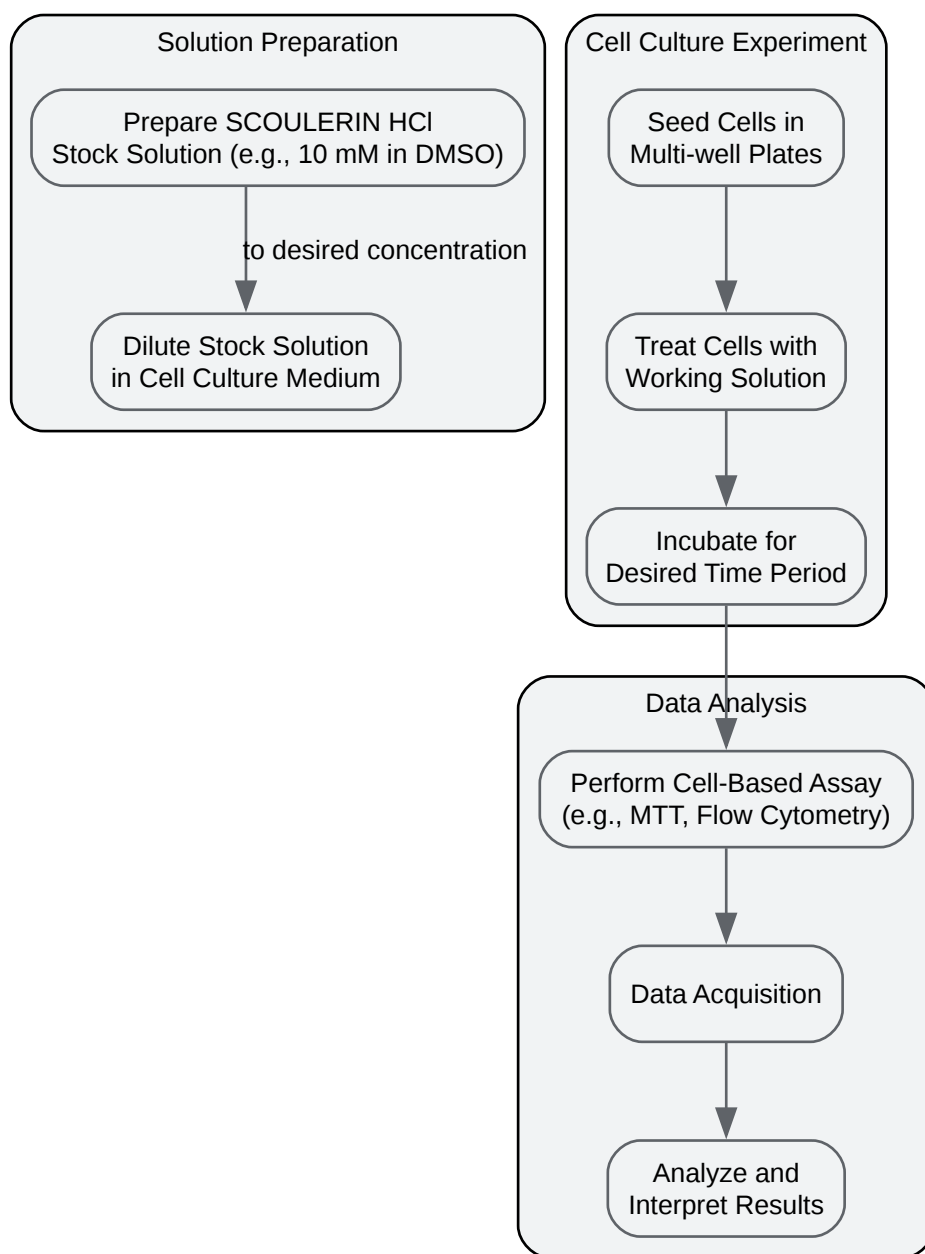 Solution Preparation
Prepare SCOULERIN HCl
Stock Solution (e.g., 10 mM in DMSO)
to desired concentration
Dilute Stock Solution
in Cell Culture Medium
Cell Culture Experiment
Seed Cells in
Multi-well Plates
Treat Cells with
Working Solution
Incubate for
Desired Time Period
Data Analysis
Perform Cell-Based Assay
(e.g., MTT, Flow Cytometry)
Data Acquisition
Analyze and
Interpret Results